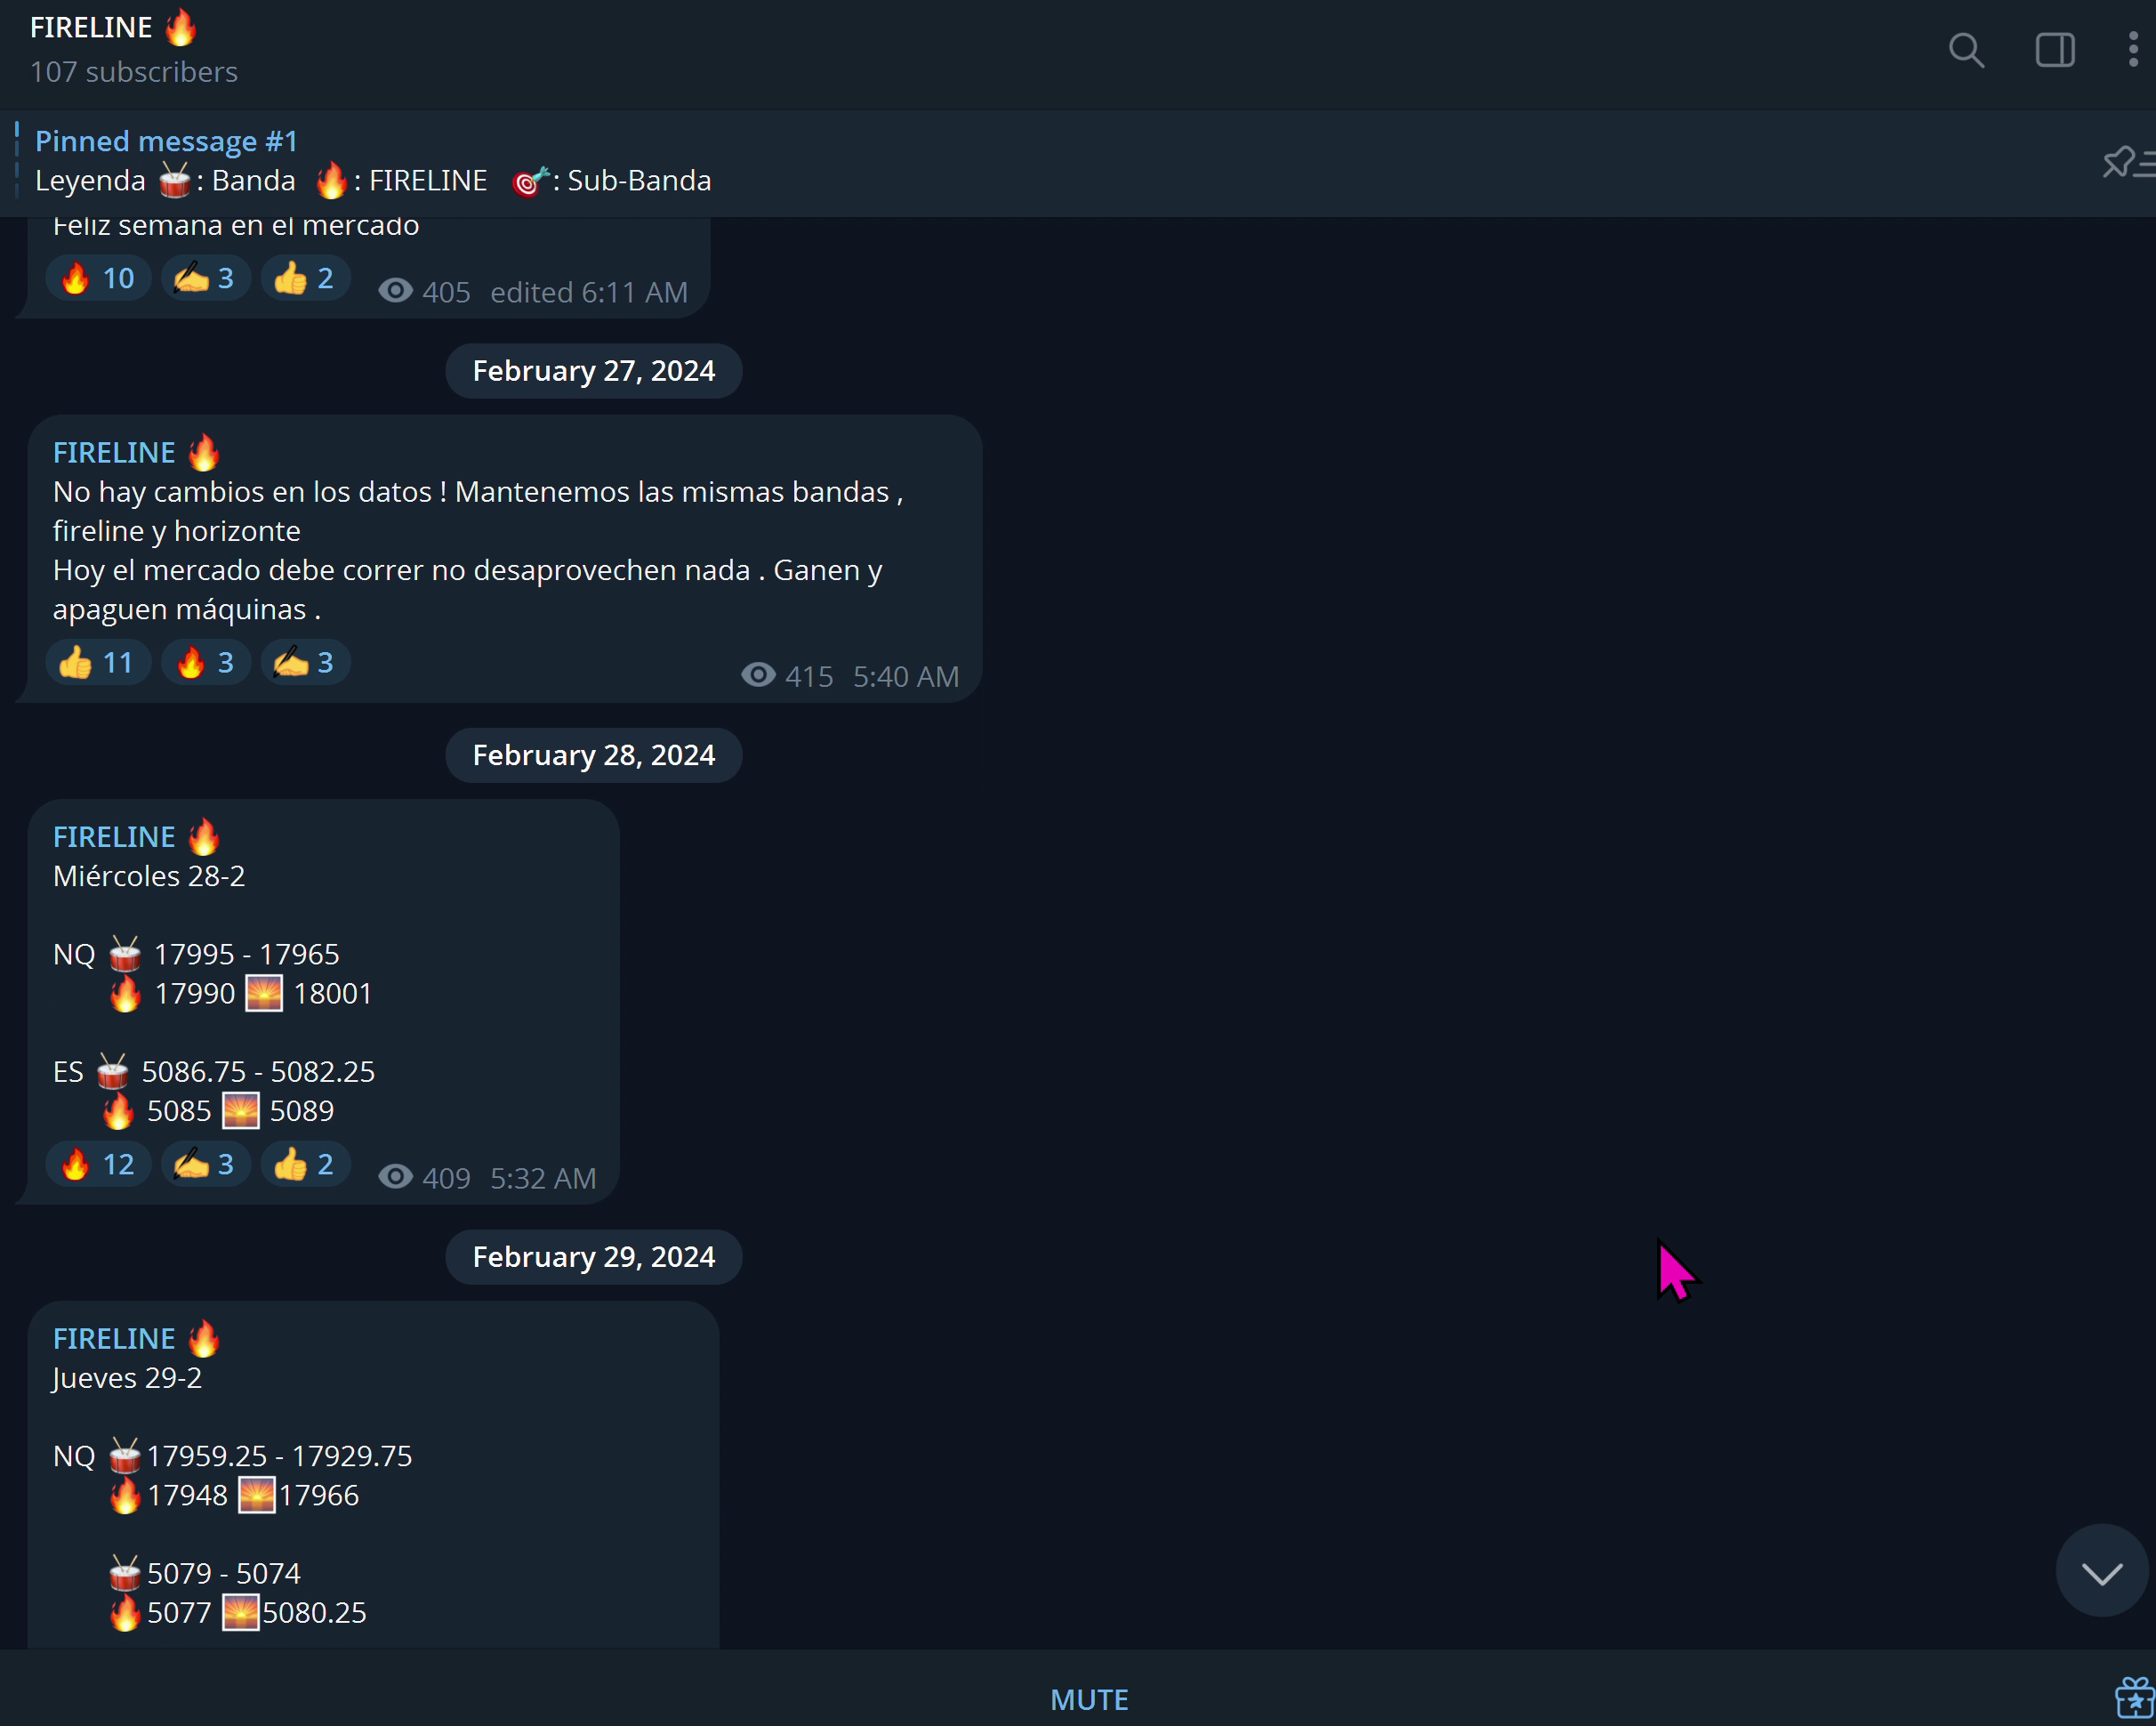 FIRELINE 🔥
107 subscribers
Pinned message #1
Leyenda 🥁: Banda 🔥: FIRELINE 🎯: Sub-Banda
Feliz semana en el mercado
🔥 10 ✍️ 3 👍 2 405 edited 6:11 AM
February 27, 2024
FIRELINE 🔥
No hay cambios en los datos ! Mantenemos las mismas bandas ,
fireline y horizonte
Hoy el mercado debe correr no desaprovechen nada . Ganen y
apaguen máquinas .
👍 11 🔥 3 ✍️ 3 415 5:40 AM
February 28, 2024
FIRELINE 🔥
Miércoles 28-2
NQ 🥁 17995 - 17965
🔥 17990 🌅 18001
ES 🥁 5086.75 - 5082.25
🔥 5085 🌅 5089
🔥 12 ✍️ 3 👍 2 409 5:32 AM
February 29, 2024
FIRELINE 🔥
Jueves 29-2
NQ 🥁17959.25 - 17929.75
🔥17948 🌅17966
🥁5079 - 5074
🔥5077 🌅5080.25
MUTE